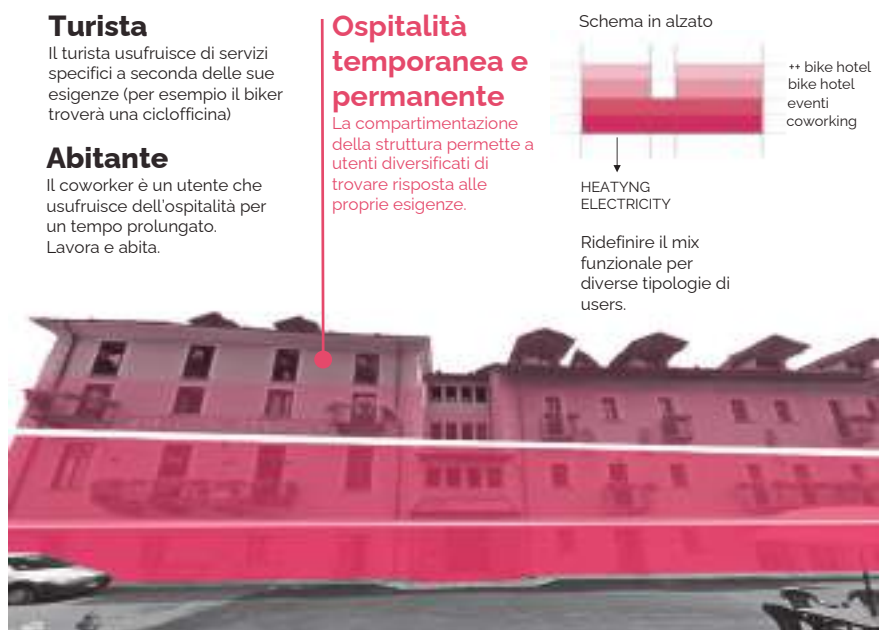 Turista
Il turista usufruisce di servizi
specifici a seconda delle sue
esigenze (per esempio il biker
troverà una ciclofficina)
Abitante
Il coworker è un utente che
usufruisce dell'ospitalità per
un tempo prolungato.
Lavora e abita.
Ospitalità
temporanea e
permanente
La compartimentazione
della struttura permette a
utenti diversificati di
trovare risposta alle
proprie esigenze.
Schema in alzato
++ bike hotel
bike hotel
eventi
coworking
HEATYNG
ELECTRICITY
Ridefinire il mix
funzionale per
diverse tipologie di
users.